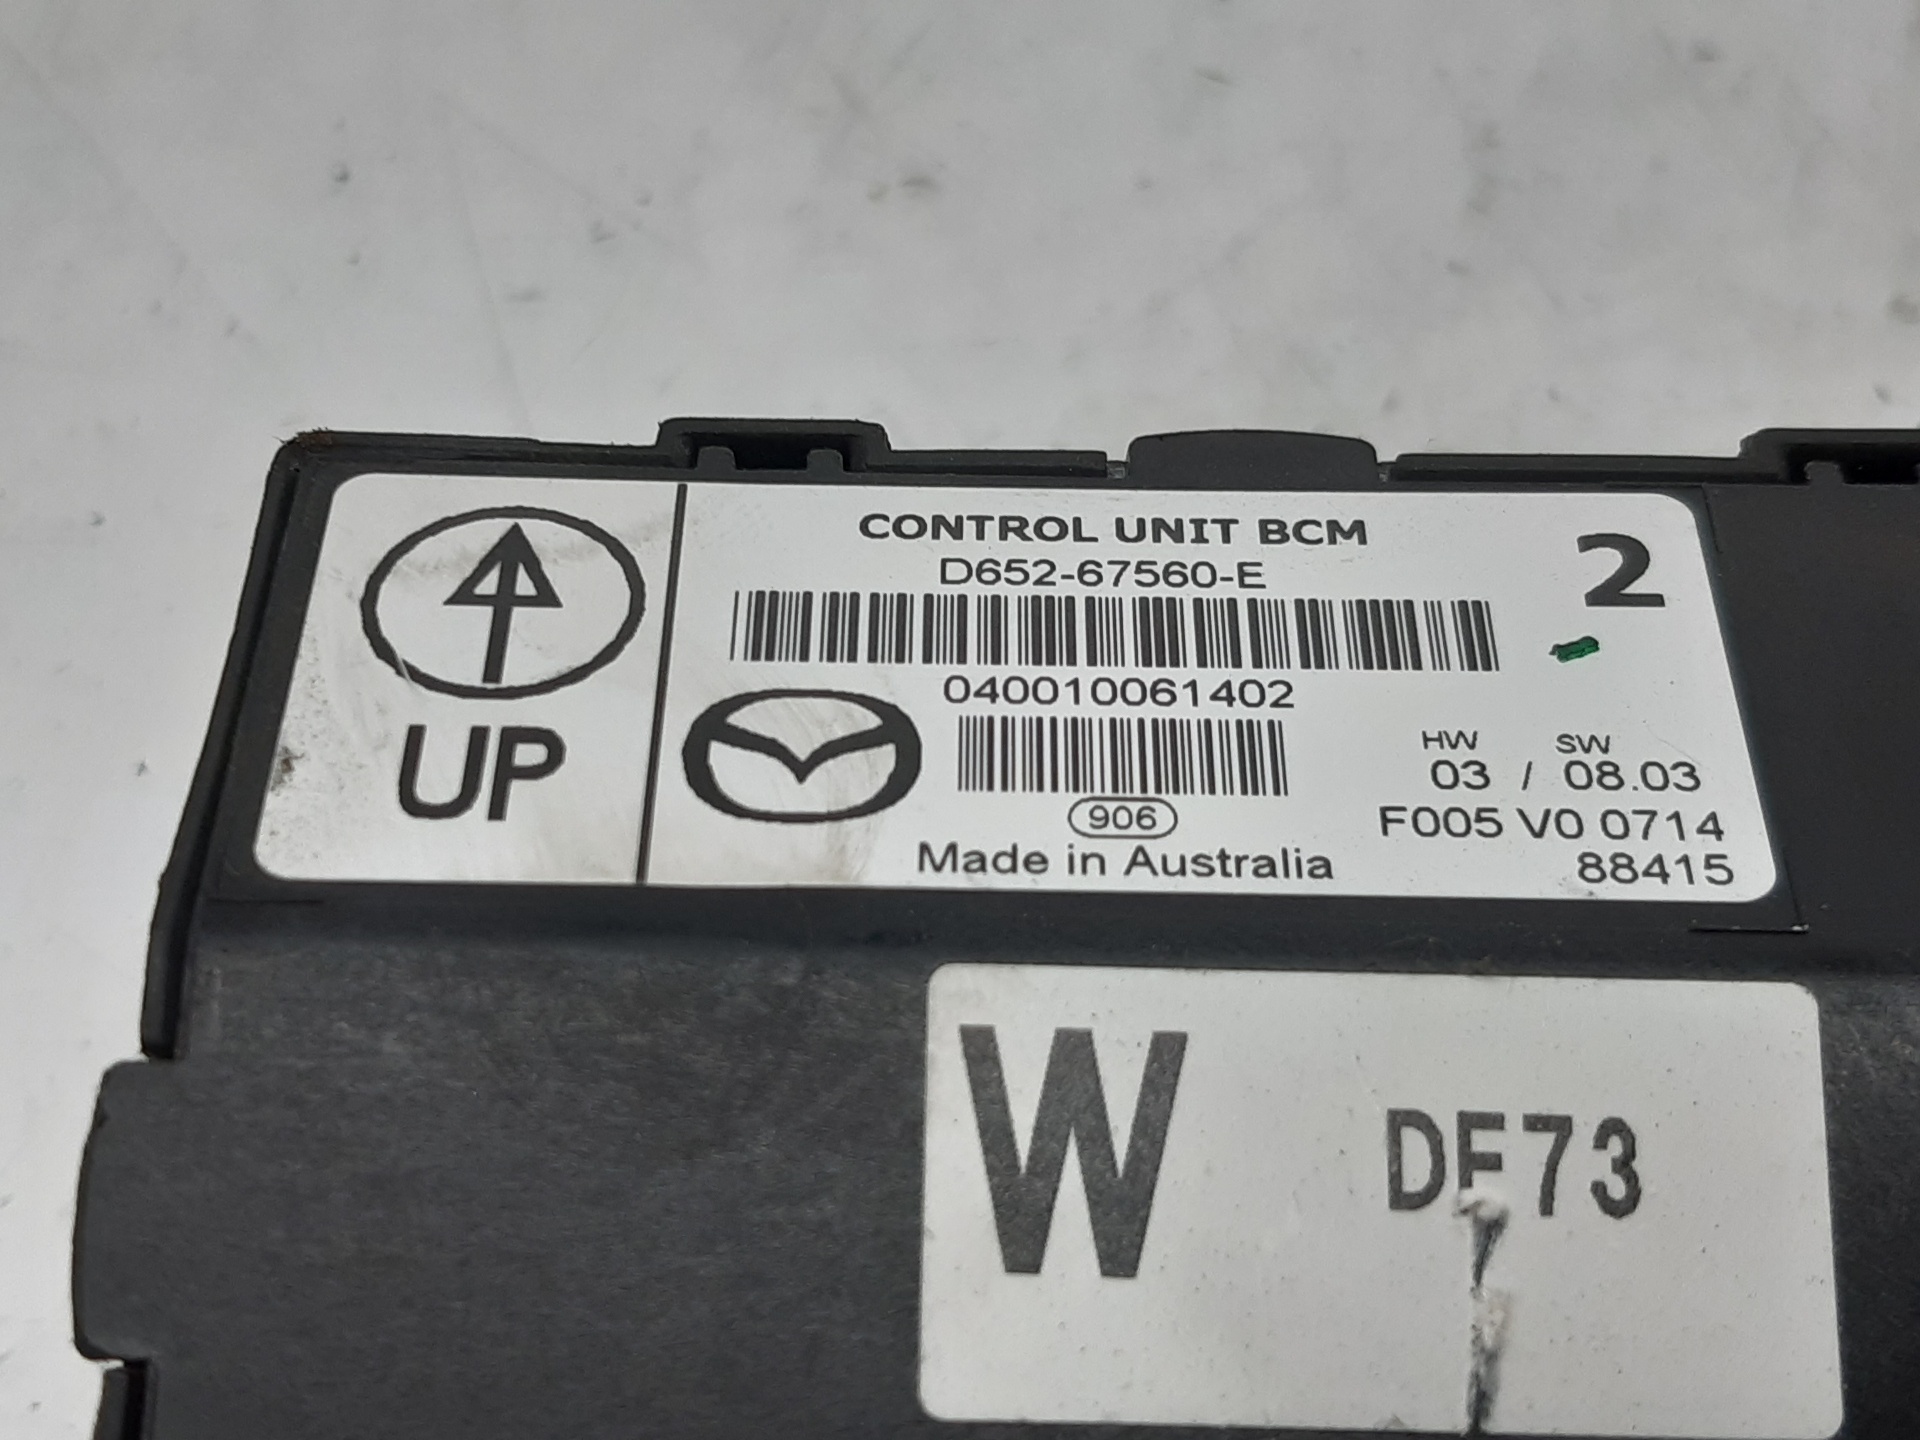 UP
CONTROL UNIT BCM
D652-67560-E
2
040010061402
HW SW
03 / 08.03
906
F005 V0 0714
Made in Australia
88415
W
DF73